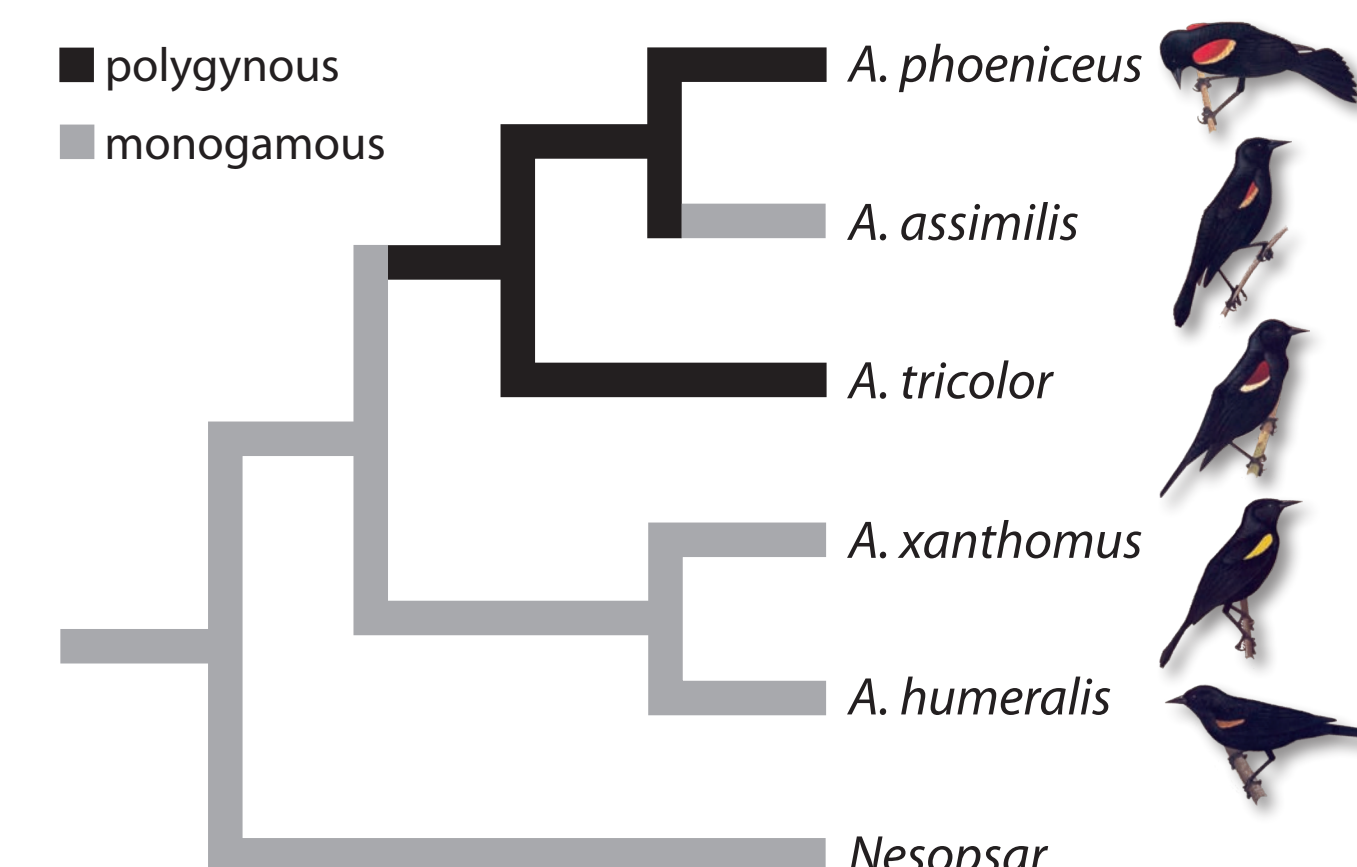 polygynous
monogamous
A. phoeniceus
A. assimilis
A. tricolor
A. xanthomus
A. humeralis
Nesopsar